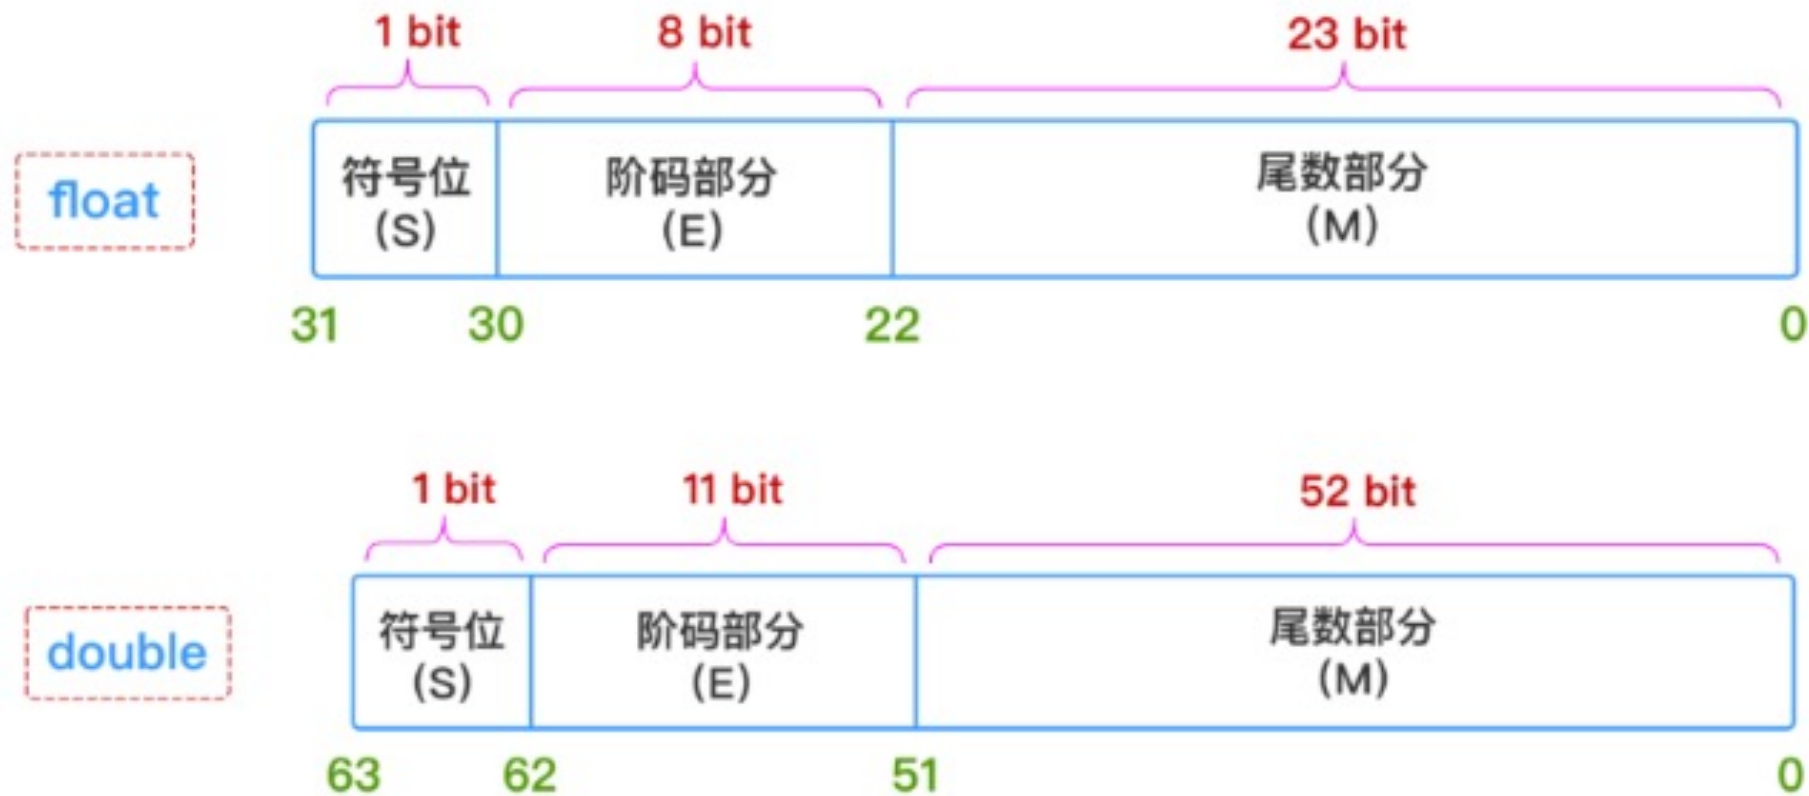 1 bit 8 bit 23 bit
float 符号位 阶码部分 尾数部分
(S) (E) (M)
31 30 22 0
1 bit 11 bit 52 bit
double 符号位 阶码部分 尾数部分
(S) (E) (M)
63 62 51 0